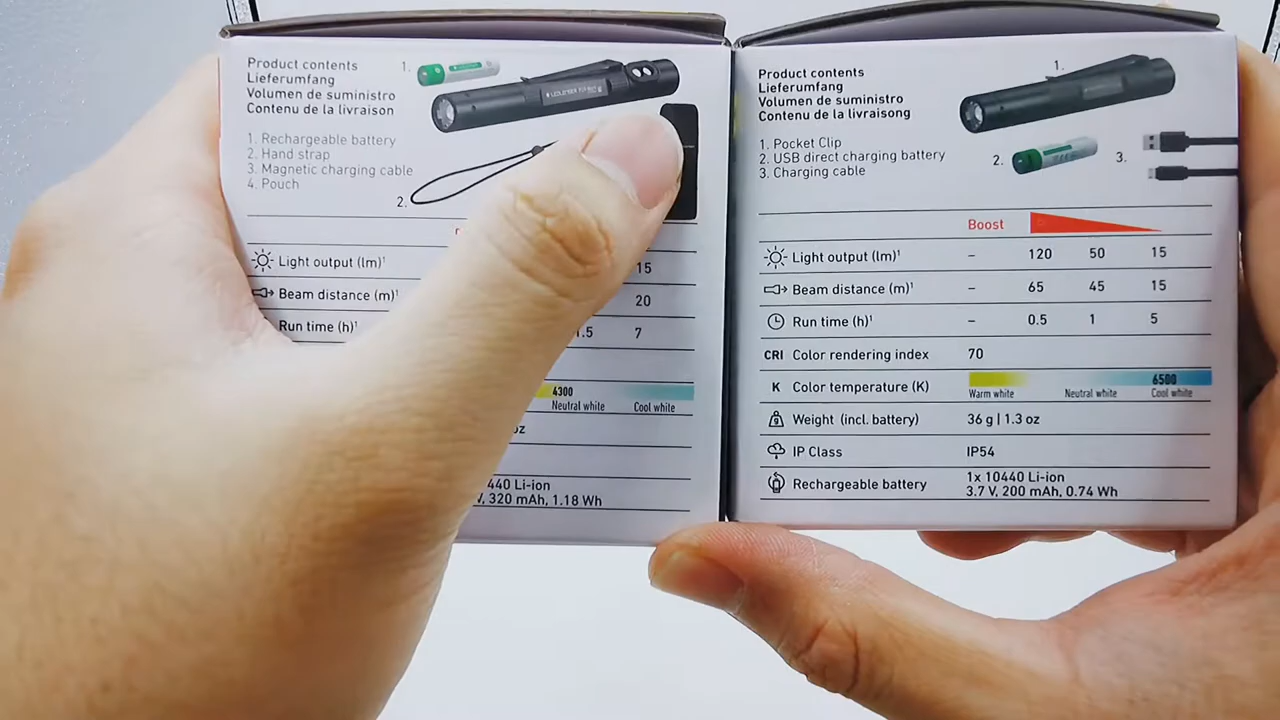 Product contents
Lieferumfang
Volumen de suministro
Contenu de la livraison
1.
1. Rechargeable battery
2. Hand strap
3. Magnetic charging cable
4. Pouch
2.
Light output (lm)¹ 15
Beam distance (m)¹ 20
Run time (h)¹ 1.5 7
4300
Neutral white Cool white
oz
440 Li-ion
V, 320 mAh, 1.18 Wh
Product contents
Lieferumfang
Volumen de suministro
Contenu de la livraisong
1.
1. Pocket Clip
2. USB direct charging battery
3. Charging cable
2.
3.
Boost
Light output (lm)¹ – 120 50 15
Beam distance (m)¹ – 65 45 15
Run time (h)¹ – 0.5 1 5
CRI Color rendering index 70
K Color temperature (K) 6500
Warm white Neutral white Cool white
Weight (incl. battery) 36 g | 1.3 oz
IP Class IP54
Rechargeable battery 1x 10440 Li-ion
3.7 V, 200 mAh, 0.74 Wh